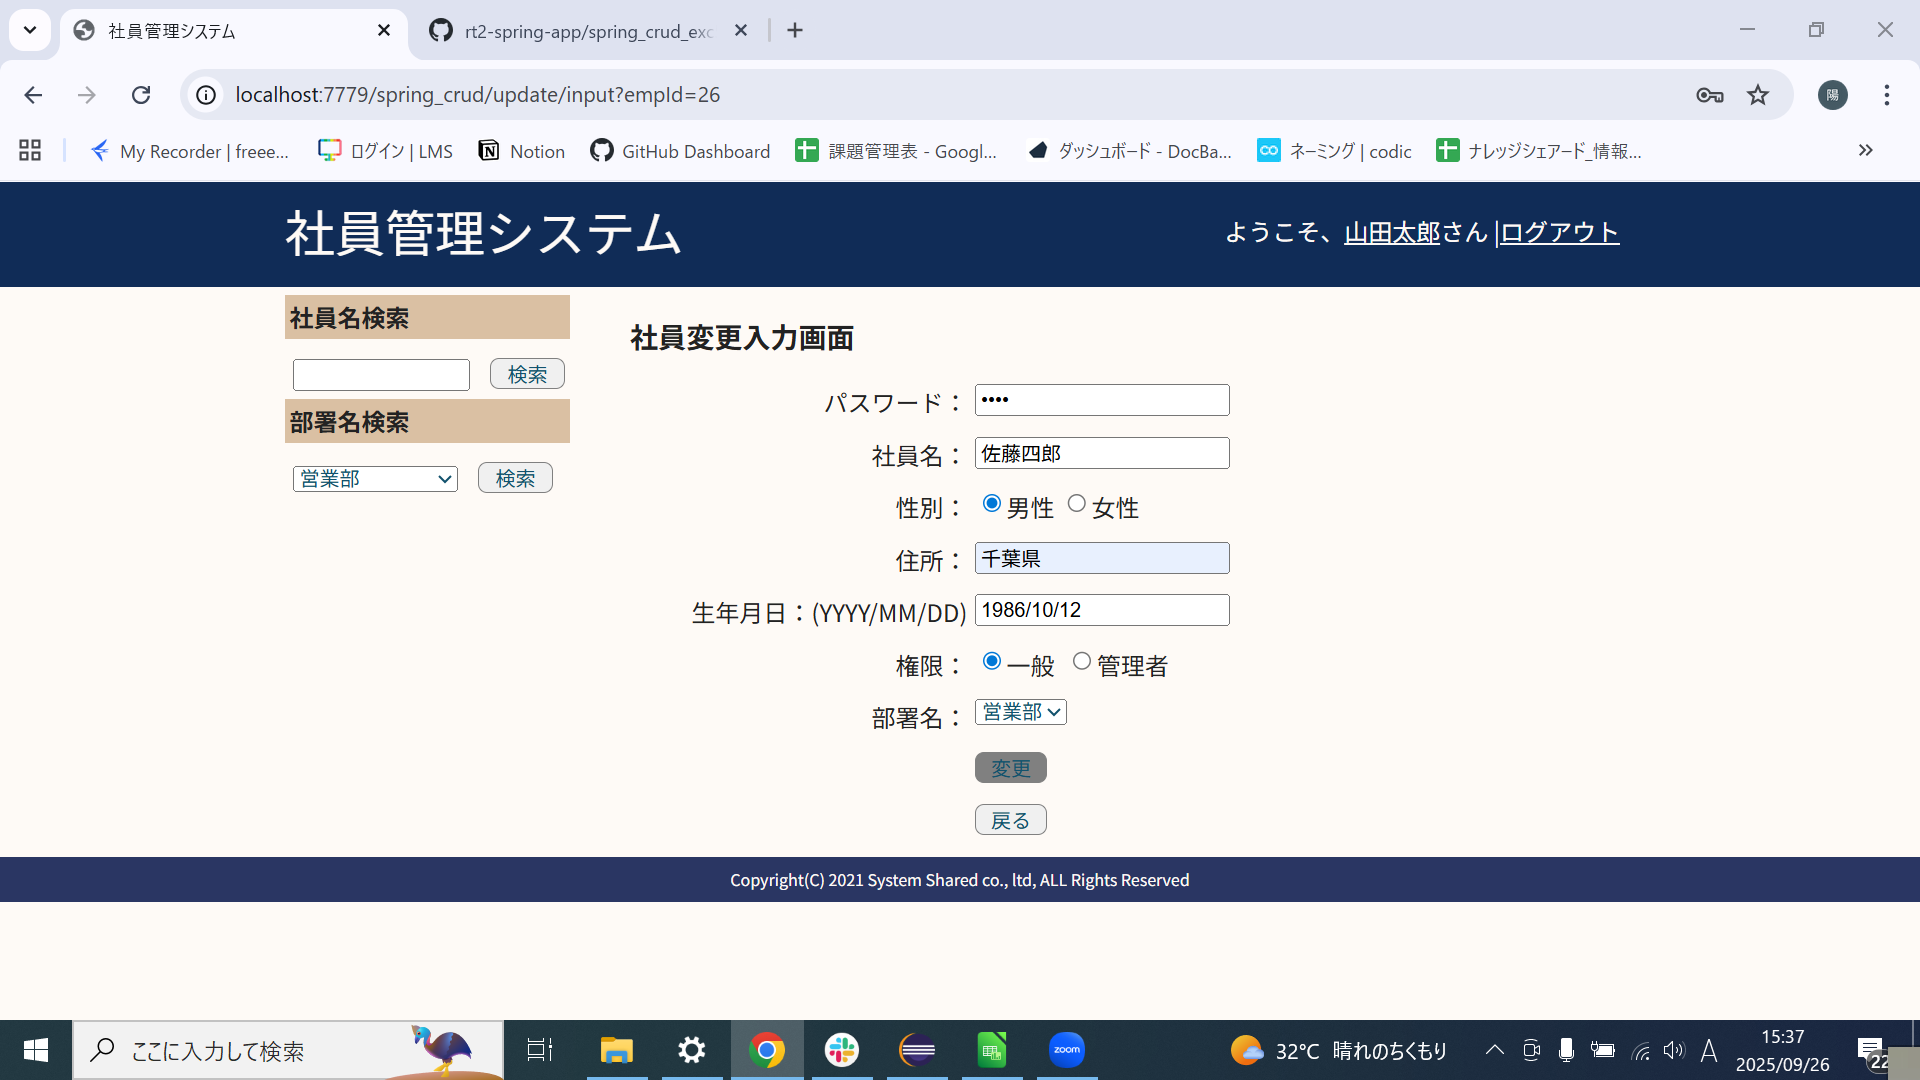 社員管理システム
rt2-spring-app/spring_crud_exc
localhost:7779/spring_crud/update/input?empId=26
陽
My Recorder | freee...
ログイン | LMS
Notion
GitHub Dashboard
課題管理表 - Googl...
ダッシュボード - DocBa...
ネーミング | codic
ナレッジシェアード_情報...
社員管理システム
ようこそ、山田太郎さん |ログアウト
社員名検索
検索
部署名検索
営業部
検索
社員変更入力画面
パスワード： ••••
社員名： 佐藤四郎
性別： 男性 女性
住所： 千葉県
生年月日：(YYYY/MM/DD) 1986/10/12
権限： 一般 管理者
部署名： 営業部
変更
戻る
Copyright(C) 2021 System Shared co., ltd, ALL Rights Reserved
ここに入力して検索
zoom
32°C 晴れのちくもり
A
15:37
2025/09/26
22